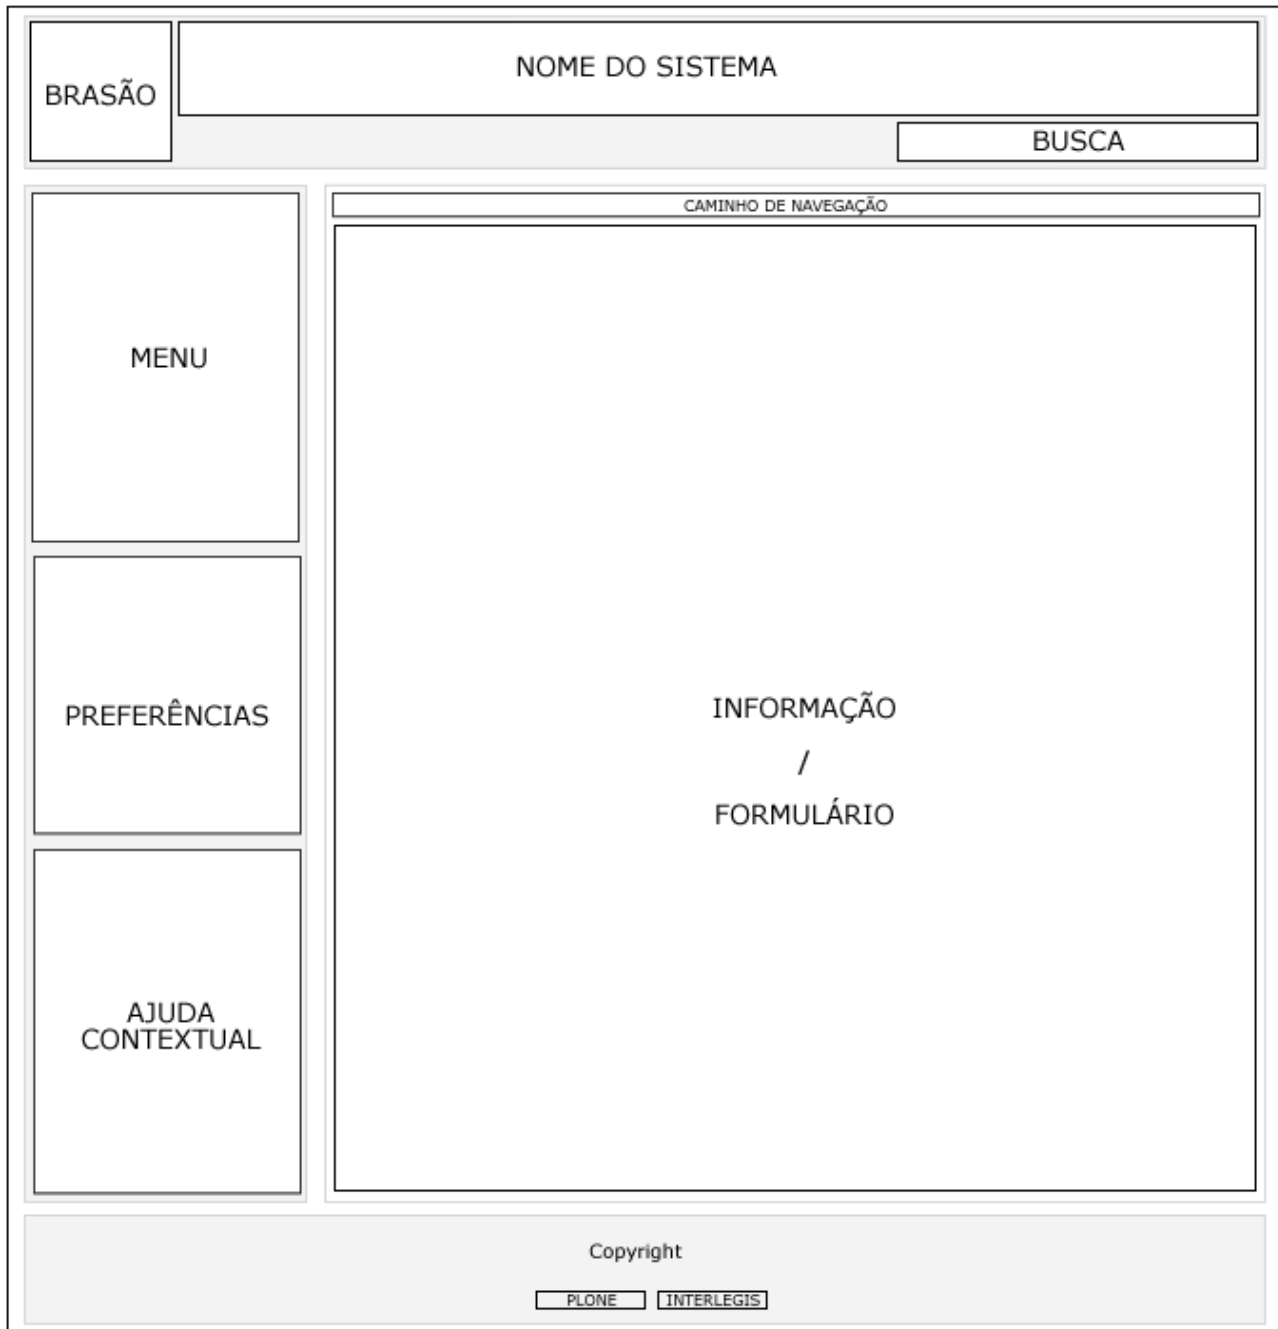 BRASÃO
NOME DO SISTEMA
BUSCA
MENU
PREFERÊNCIAS
AJUDA
CONTEXTUAL
CAMINHO DE NAVEGAÇÃO
INFORMAÇÃO
/
FORMULÁRIO
Copyright
PLONE
INTERLEGIS